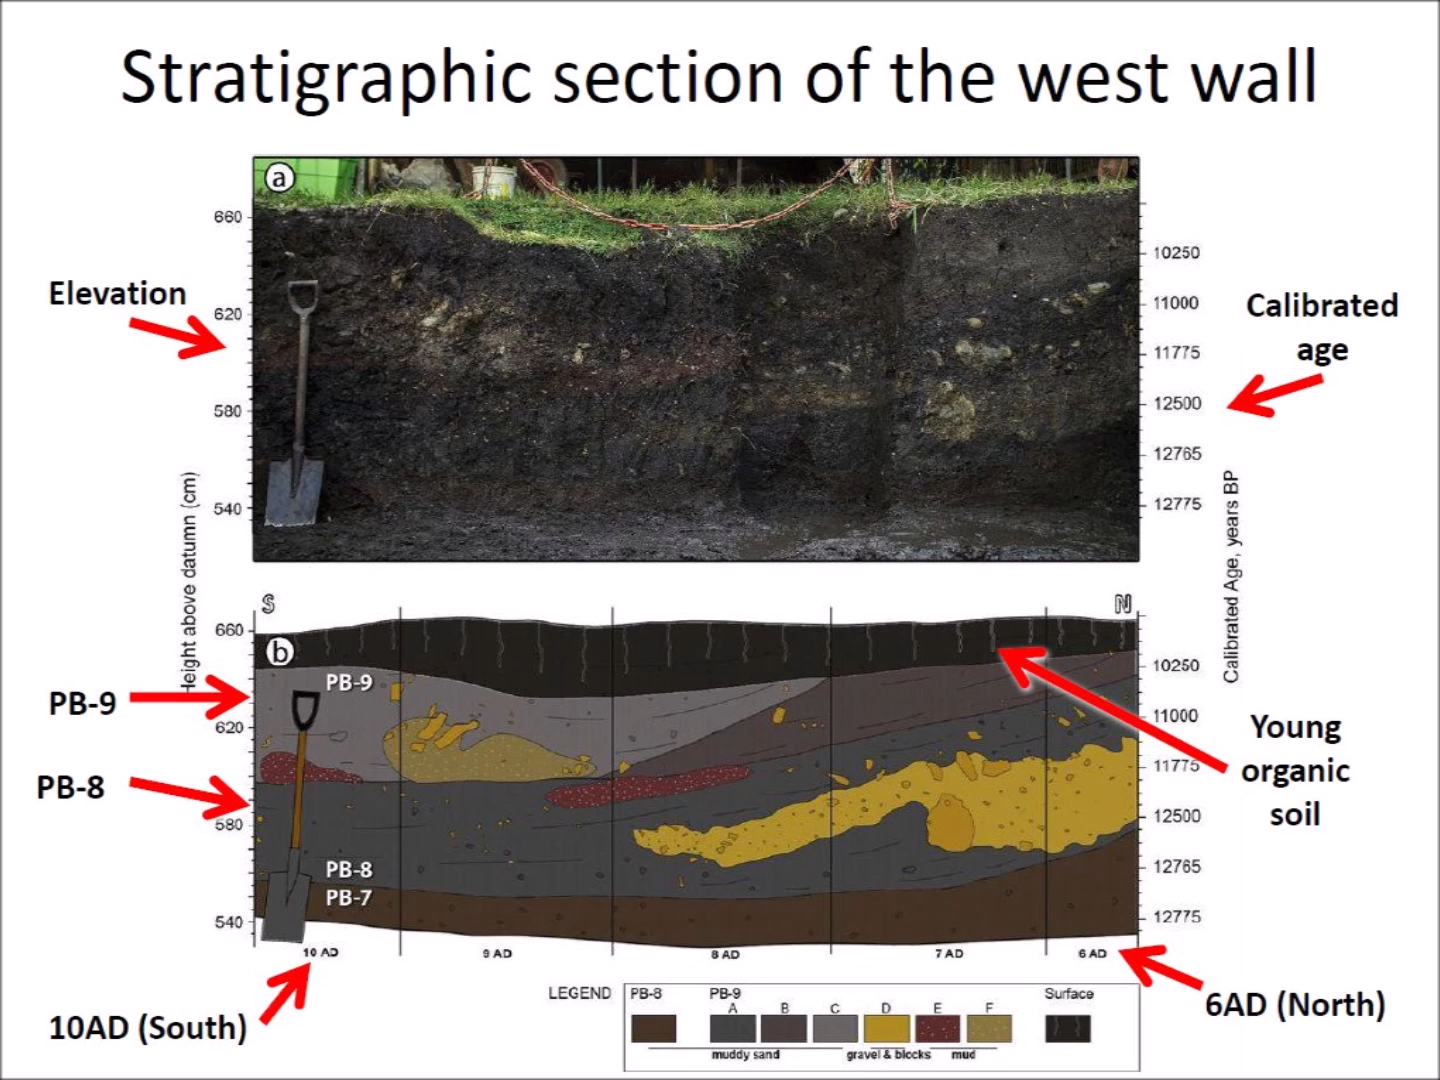 Stratigraphic section of the west wall
a
660
620
580
540
10250
11000
11775
12500
12765
12775
Elevation
Calibrated
age
Height above datumn (cm)
Calibrated Age, years BP
S
N
b
660
620
580
540
PB-9
PB-8
PB-7
10250
11000
11775
12500
12765
12775
PB-9
PB-8
Young
organic
soil
10 AD
9 AD
8 AD
7 AD
6 AD
10AD (South)
6AD (North)
LEGEND
PB-8
PB-9
Surface
A B C D E F
muddy sand
gravel & blocks
mud